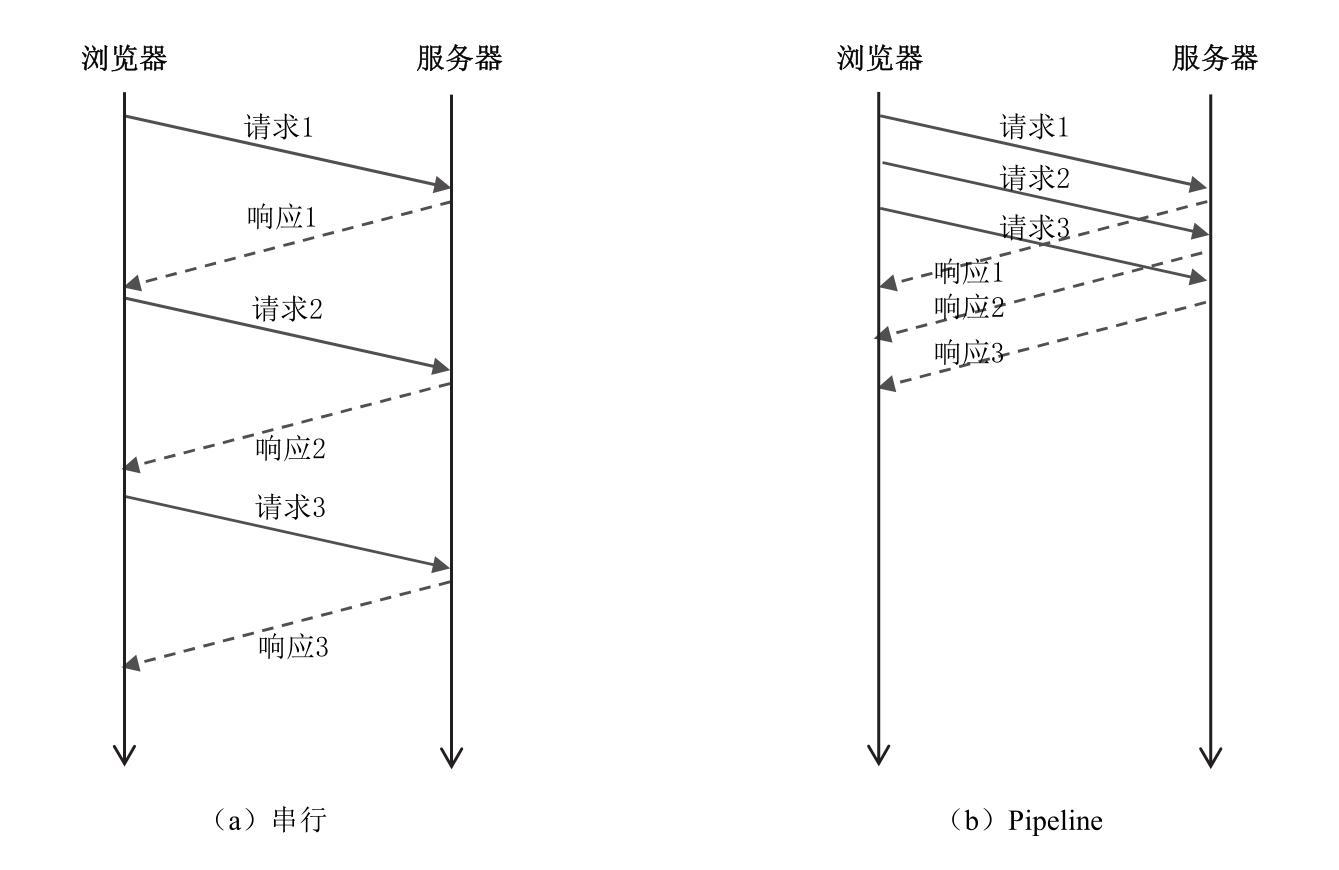 浏览器
服务器
请求1
响应1
请求2
响应2
请求3
响应3
（a）串行
浏览器
服务器
请求1
请求2
请求3
响应1
响应2
响应3
（b）Pipeline